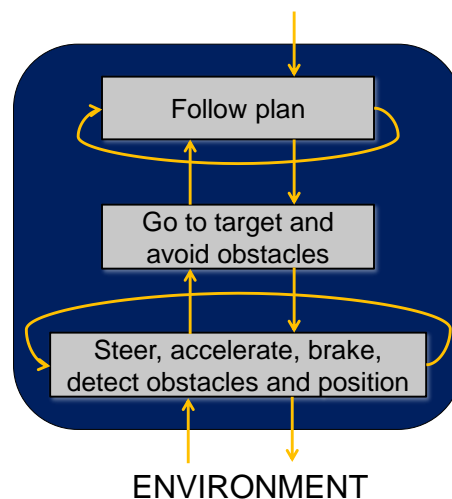 Follow plan
Go to target and
avoid obstacles
Steer, accelerate, brake,
detect obstacles and position
ENVIRONMENT